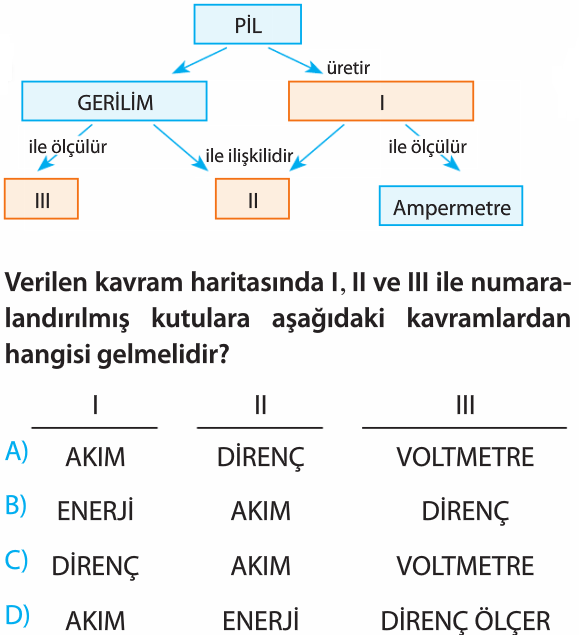 PİL
üretir
GERİLİM
I
ile ölçülür
ile ilişkilidir
ile ölçülür
III
II
Ampermetre
Verilen kavram haritasında I, II ve III ile numara-
landırılmış kutulara aşağıdaki kavramlardan
hangisi gelmelidir?
I II III
A) AKIM DİRENÇ VOLTMETRE
B) ENERJİ AKIM DİRENÇ
C) DİRENÇ AKIM VOLTMETRE
D) AKIM ENERJİ DİRENÇ ÖLÇER